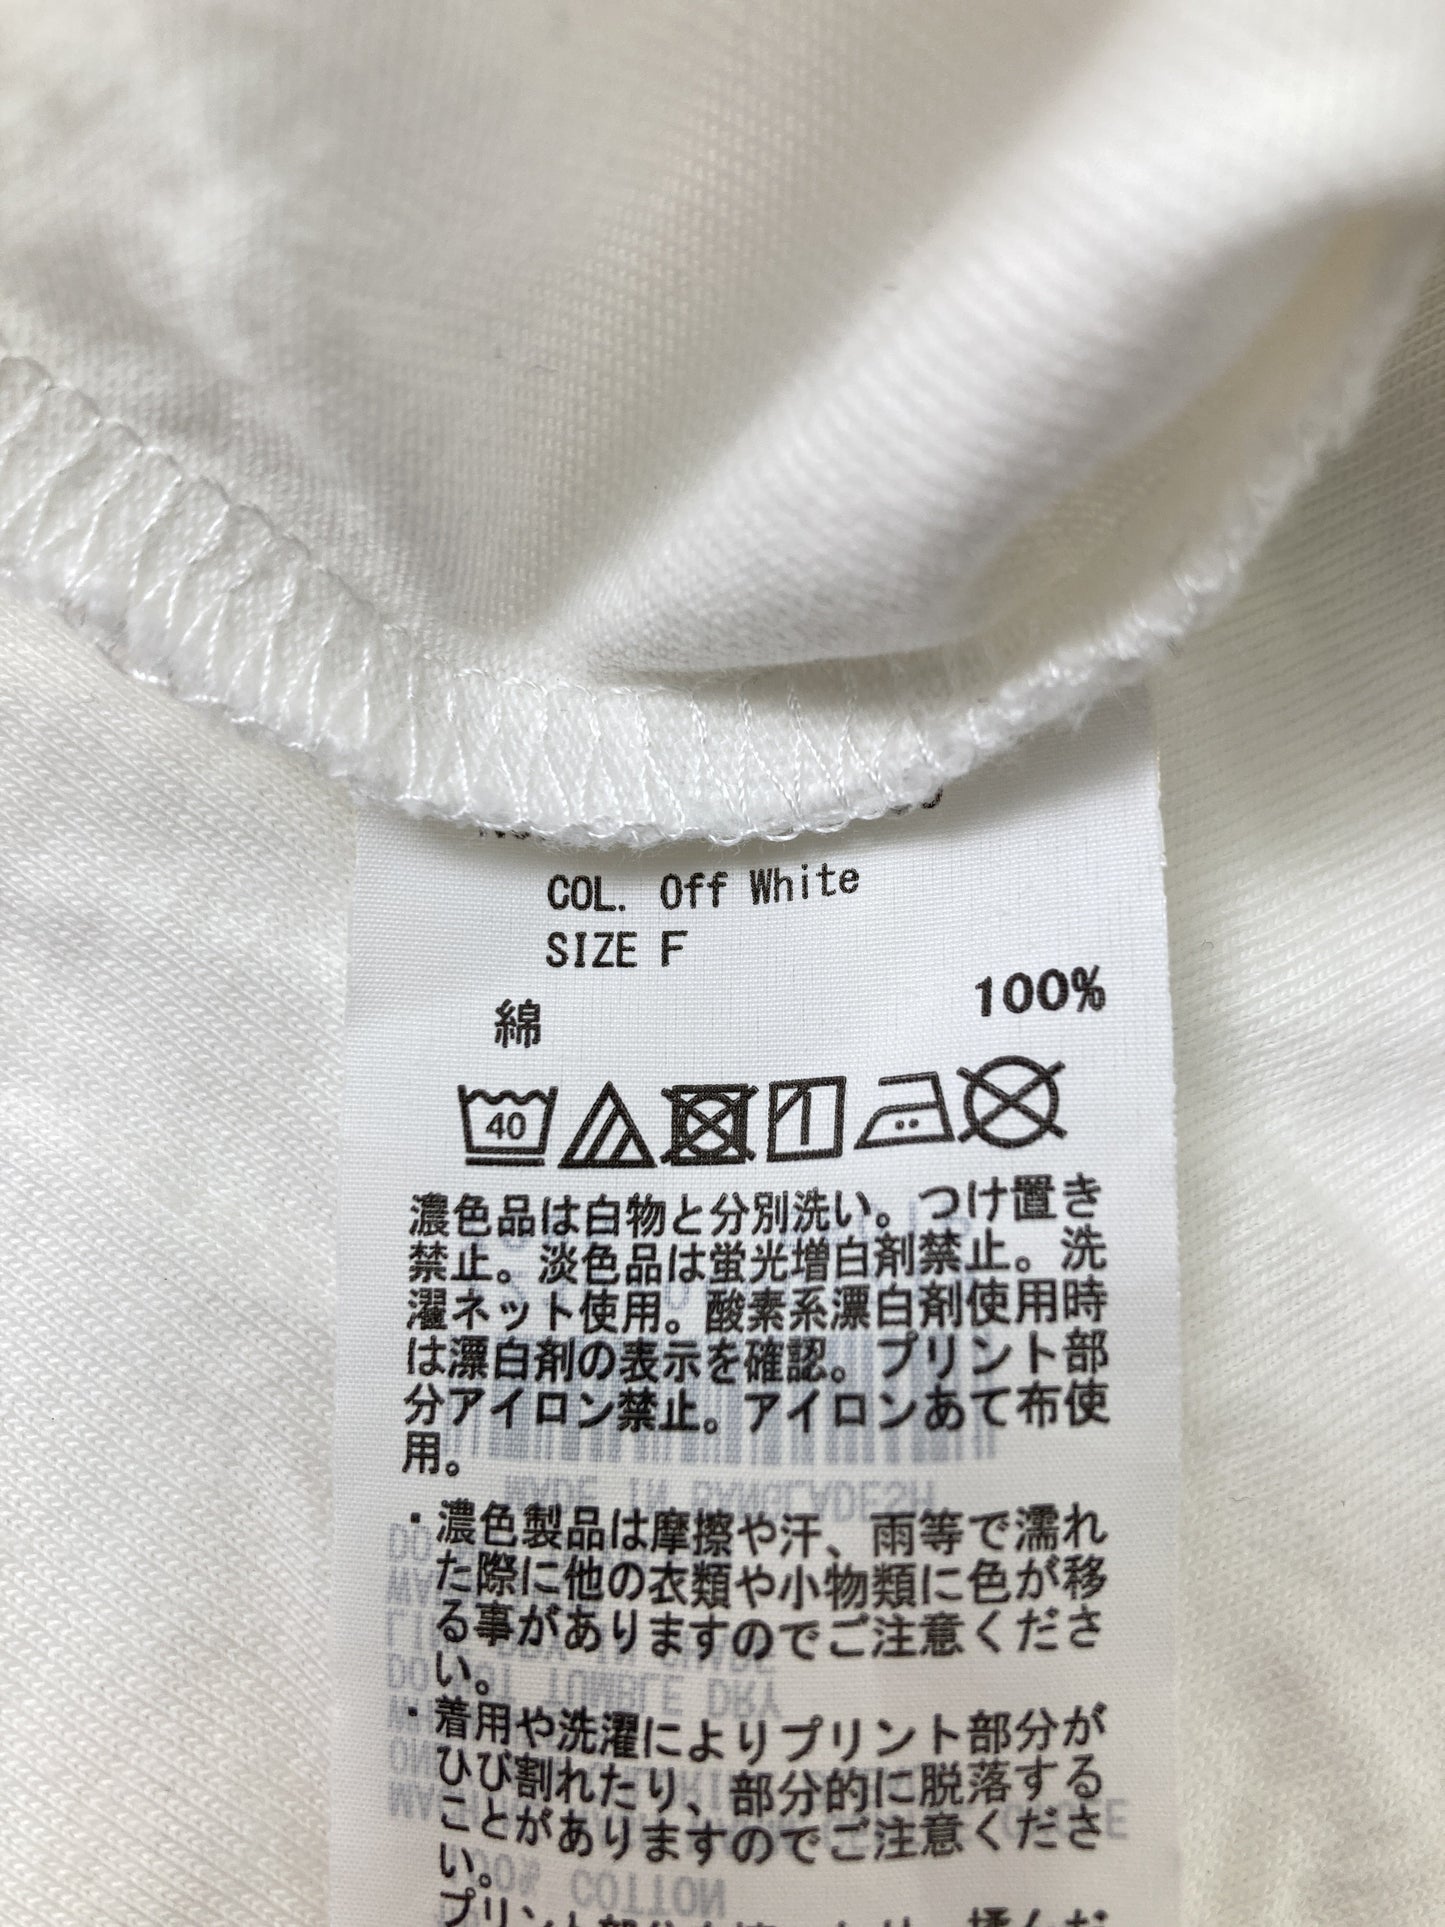 COL. Off White
SIZE F
綿 100%
40
濃色品は白物と分別洗い。つけ置き
禁止。淡色品は蛍光増白剤禁止。洗
濯ネット使用。酸素系漂白剤使用時
は漂白剤の表示を確認。プリント部
分アイロン禁止。アイロンあて布使
用。
・濃色製品は摩擦や汗、雨等で濡れ
た際に他の衣類や小物類に色が移
る事がありますのでご注意くださ
い。
・着用や洗濯によりプリント部分が
ひび割れたり、部分的に脱落する
ことがありますのでご注意くださ
い。
MADE IN BANGLADESH
TUMBLE DRY
100% COTTON